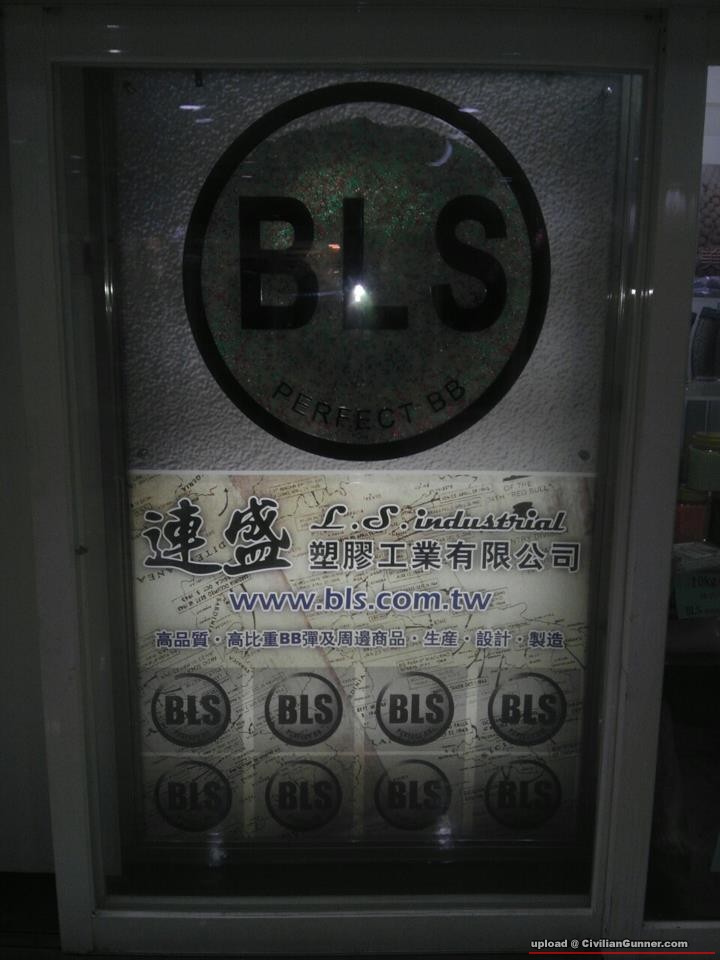 BLS
PERFECT BB
連盛
L.S.industrial
塑膠工業有限公司
www.bls.com.tw
高品質・高比重BB彈及周邊商品・生産・設計・製造
BLS BLS BLS BLS
BLS BLS BLS BLS
upload @ CivilianGunner.com